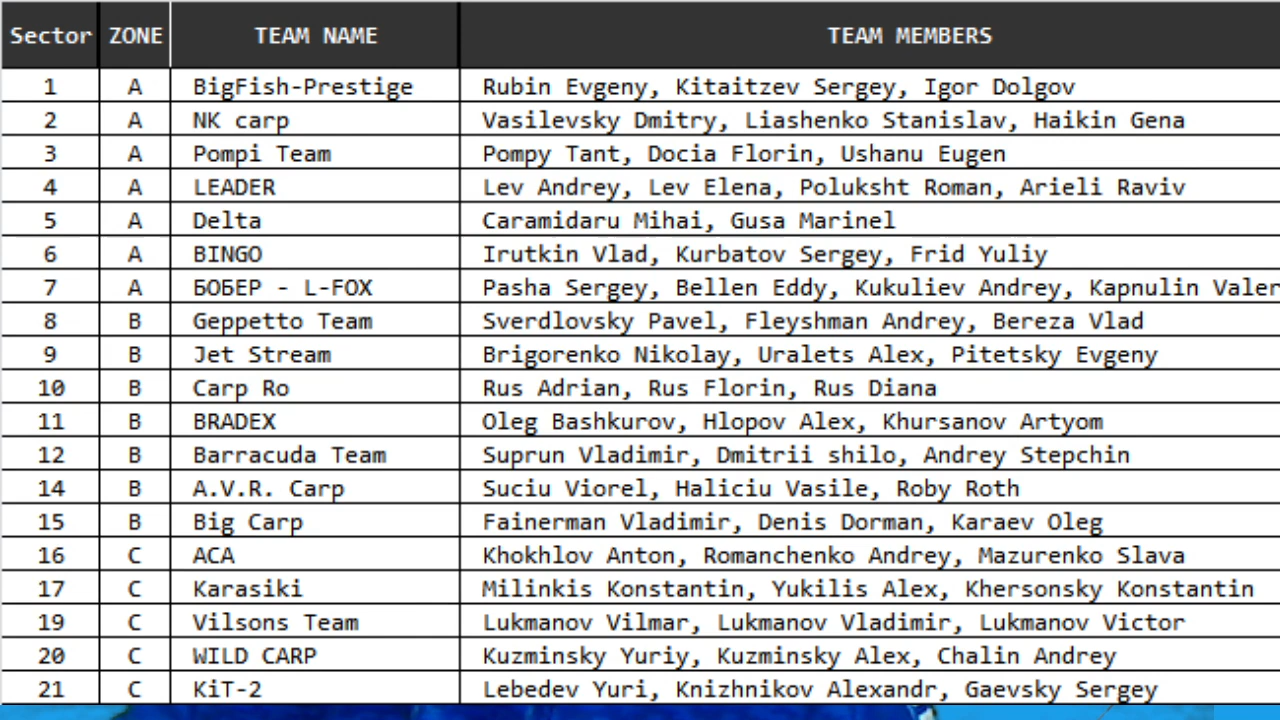 Sector ZONE TEAM NAME TEAM MEMBERS
1 A BigFish-Prestige Rubin Evgeny, Kitaitzev Sergey, Igor Dolgov
2 A NK carp Vasilevsky Dmitry, Liashenko Stanislav, Haikin Gena
3 A Pompi Team Pompy Tant, Docia Florin, Ushanu Eugen
4 A LEADER Lev Andrey, Lev Elena, Poluksht Roman, Arieli Raviv
5 A Delta Caramidaru Mihai, Gusa Marinel
6 A BINGO Irutkin Vlad, Kurbatov Sergey, Frid Yuliy
7 A БОБЕР - L-FOX Pasha Sergey, Bellen Eddy, Kukuliev Andrey, Kapnulin Valer
8 B Geppetto Team Sverdlovsky Pavel, Fleyshman Andrey, Bereza Vlad
9 B Jet Stream Brigorenko Nikolay, Uralets Alex, Pitetsky Evgeny
10 B Carp Ro Rus Adrian, Rus Florin, Rus Diana
11 B BRADEX Oleg Bashkurov, Hlopov Alex, Khursanov Artyom
12 B Barracuda Team Suprun Vladimir, Dmitrii shilo, Andrey Stepchin
14 B A.V.R. Carp Suciu Viorel, Haliciu Vasile, Roby Roth
15 B Big Carp Fainerman Vladimir, Denis Dorman, Karaev Oleg
16 C ACA Khokhlov Anton, Romanchenko Andrey, Mazurenko Slava
17 C Karasiki Milinkis Konstantin, Yukilis Alex, Khersonsky Konstantin
19 C Vilsons Team Lukmanov Vilmar, Lukmanov Vladimir, Lukmanov Victor
20 C WILD CARP Kuzminsky Yuriy, Kuzminsky Alex, Chalin Andrey
21 C KiT-2 Lebedev Yuri, Knizhnikov Alexandr, Gaevsky Sergey